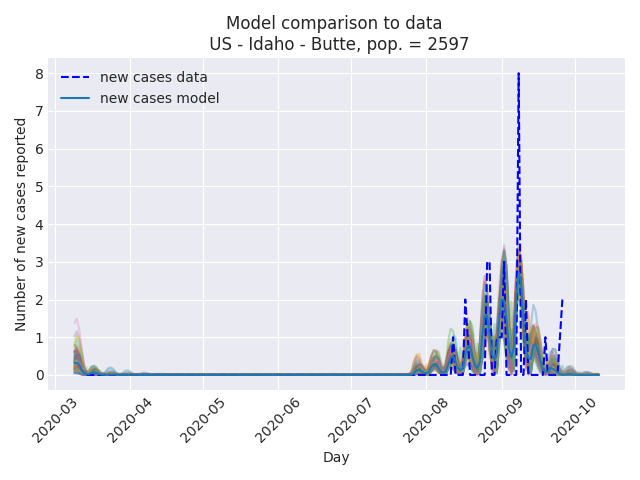 Model comparison to data
US - Idaho - Butte, pop. = 2597
new cases data
new cases model
Number of new cases reported
8
7
6
5
4
3
2
1
0
2020-03
2020-04
2020-05
2020-06
2020-07
2020-08
2020-09
2020-10
Day